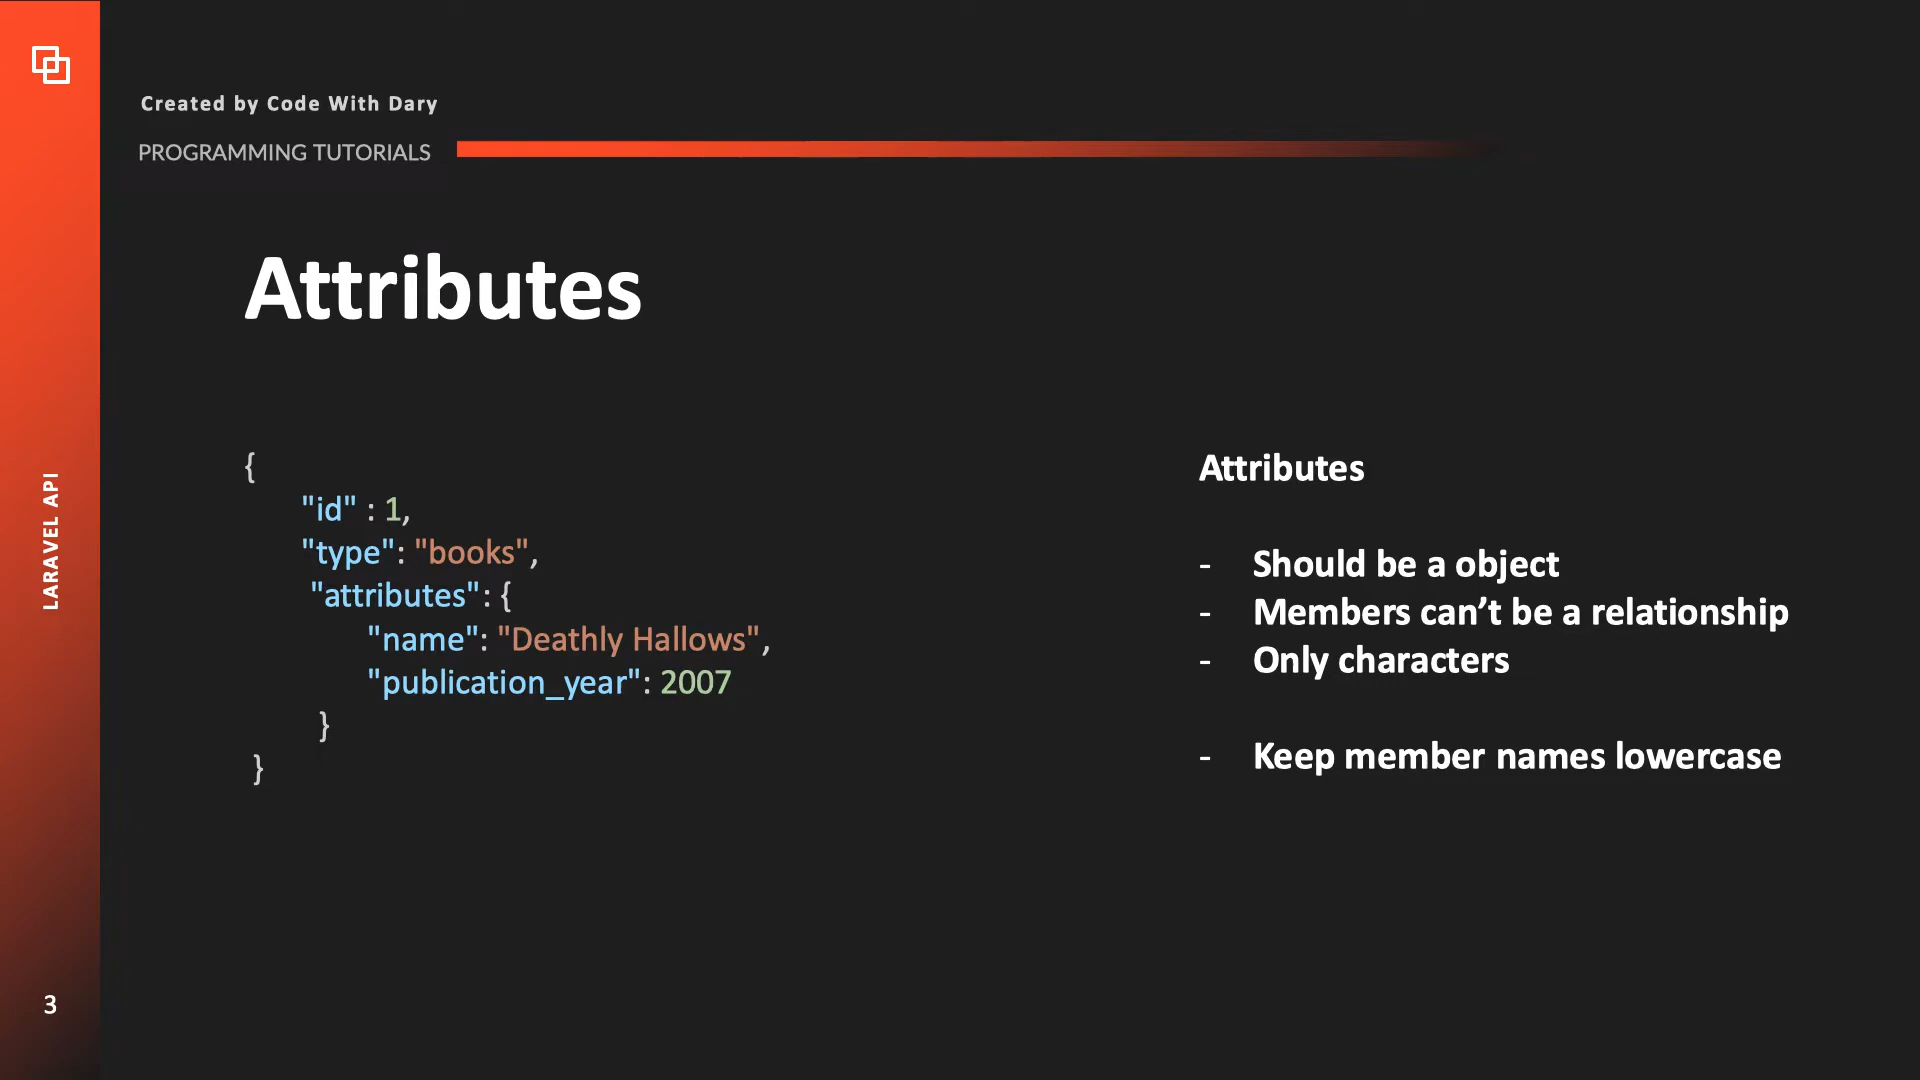 Created by Code With Dary
PROGRAMMING TUTORIALS
Attributes
{
"id" : 1,
"type": "books",
"attributes": {
"name": "Deathly Hallows",
"publication_year": 2007
}
}
Attributes
- Should be a object
- Members can’t be a relationship
- Only characters
- Keep member names lowercase
LARAVEL API
3